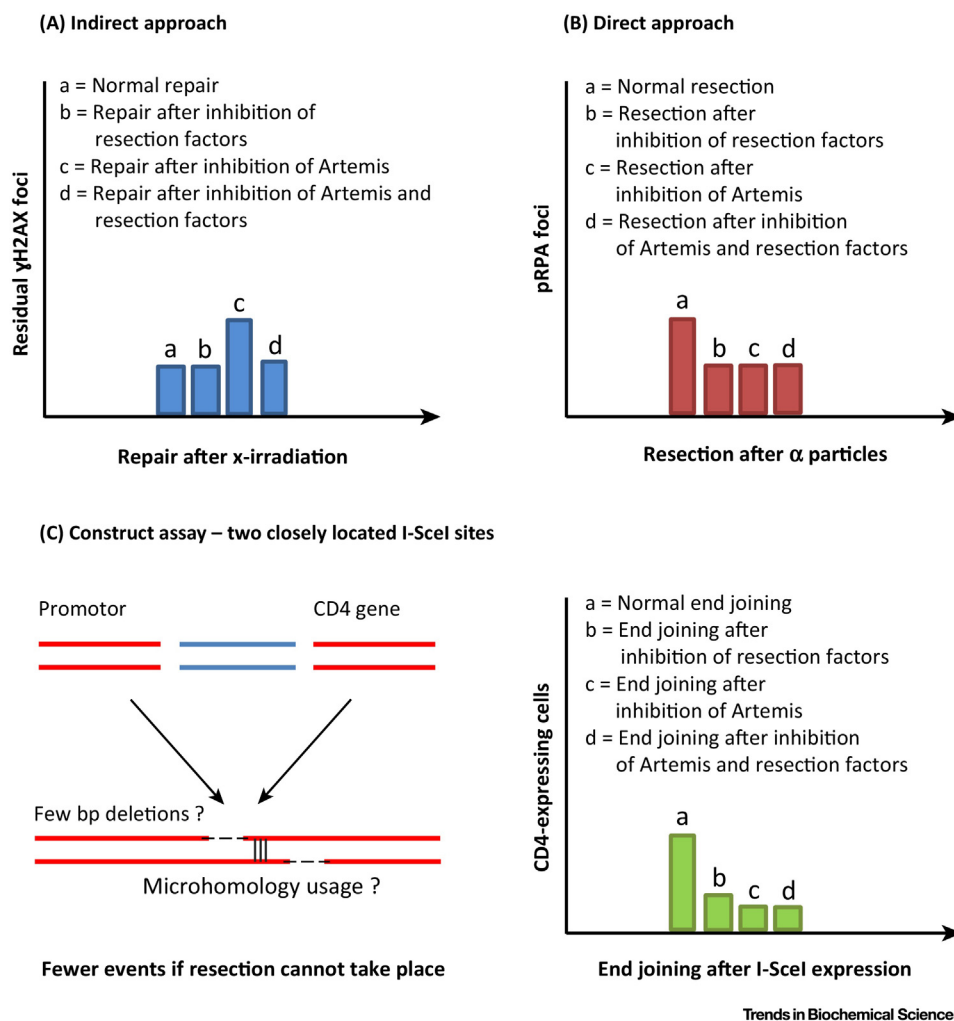 (A) Indirect approach
Residual γH2AX foci
a = Normal repair
b = Repair after inhibition of
resection factors
c = Repair after inhibition of Artemis
d = Repair after inhibition of Artemis and
resection factors
a
b
c
d
Repair after x-irradiation
(B) Direct approach
pRPA foci
a = Normal resection
b = Resection after
inhibition of resection factors
c = Resection after
inhibition of Artemis
d = Resection after inhibition
of Artemis and resection factors
a
b
c
d
Resection after α particles
(C) Construct assay – two closely located I-SceI sites
Promotor
CD4 gene
Few bp deletions ?
Microhomology usage ?
Fewer events if resection cannot take place
CD4-expressing cells
a = Normal end joining
b = End joining after
inhibition of resection factors
c = End joining after
inhibition of Artemis
d = End joining after inhibition
of Artemis and resection factors
a
b
c
d
End joining after I-SceI expression
Trends in Biochemical Sciences